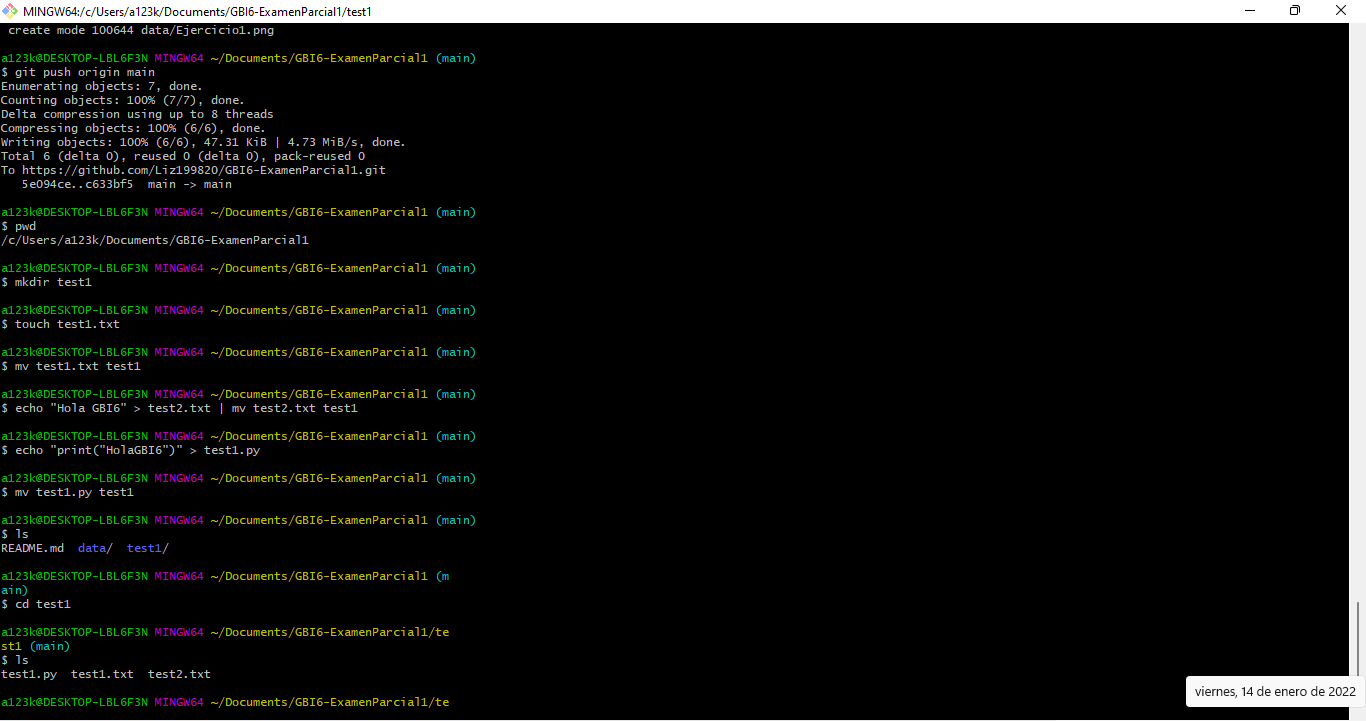 MINGW64:/c/Users/a123k/Documents/GBI6-ExamenParcial1/test1
create mode 100644 data/Ejercicio1.png
a123k@DESKTOP-LBL6F3N MINGW64 ~/Documents/GBI6-ExamenParcial1 (main)
$ git push origin main
Enumerating objects: 7, done.
Counting objects: 100% (7/7), done.
Delta compression using up to 8 threads
Compressing objects: 100% (6/6), done.
Writing objects: 100% (6/6), 47.31 KiB | 4.73 MiB/s, done.
Total 6 (delta 0), reused 0 (delta 0), pack-reused 0
To https://github.com/Liz199820/GBI6-ExamenParcial1.git
5e094ce..c633bf5  main -> main
a123k@DESKTOP-LBL6F3N MINGW64 ~/Documents/GBI6-ExamenParcial1 (main)
$ pwd
/c/Users/a123k/Documents/GBI6-ExamenParcial1
a123k@DESKTOP-LBL6F3N MINGW64 ~/Documents/GBI6-ExamenParcial1 (main)
$ mkdir test1
a123k@DESKTOP-LBL6F3N MINGW64 ~/Documents/GBI6-ExamenParcial1 (main)
$ touch test1.txt
a123k@DESKTOP-LBL6F3N MINGW64 ~/Documents/GBI6-ExamenParcial1 (main)
$ mv test1.txt test1
a123k@DESKTOP-LBL6F3N MINGW64 ~/Documents/GBI6-ExamenParcial1 (main)
$ echo "Hola GBI6" > test2.txt | mv test2.txt test1
a123k@DESKTOP-LBL6F3N MINGW64 ~/Documents/GBI6-ExamenParcial1 (main)
$ echo "print("HolaGBI6")" > test1.py
a123k@DESKTOP-LBL6F3N MINGW64 ~/Documents/GBI6-ExamenParcial1 (main)
$ mv test1.py test1
a123k@DESKTOP-LBL6F3N MINGW64 ~/Documents/GBI6-ExamenParcial1 (main)
$ ls
README.md  data/  test1/
a123k@DESKTOP-LBL6F3N MINGW64 ~/Documents/GBI6-ExamenParcial1 (m
ain)
$ cd test1
a123k@DESKTOP-LBL6F3N MINGW64 ~/Documents/GBI6-ExamenParcial1/te
st1 (main)
$ ls
test1.py  test1.txt  test2.txt
viernes, 14 de enero de 2022
a123k@DESKTOP-LBL6F3N MINGW64 ~/Documents/GBI6-ExamenParcial1/te